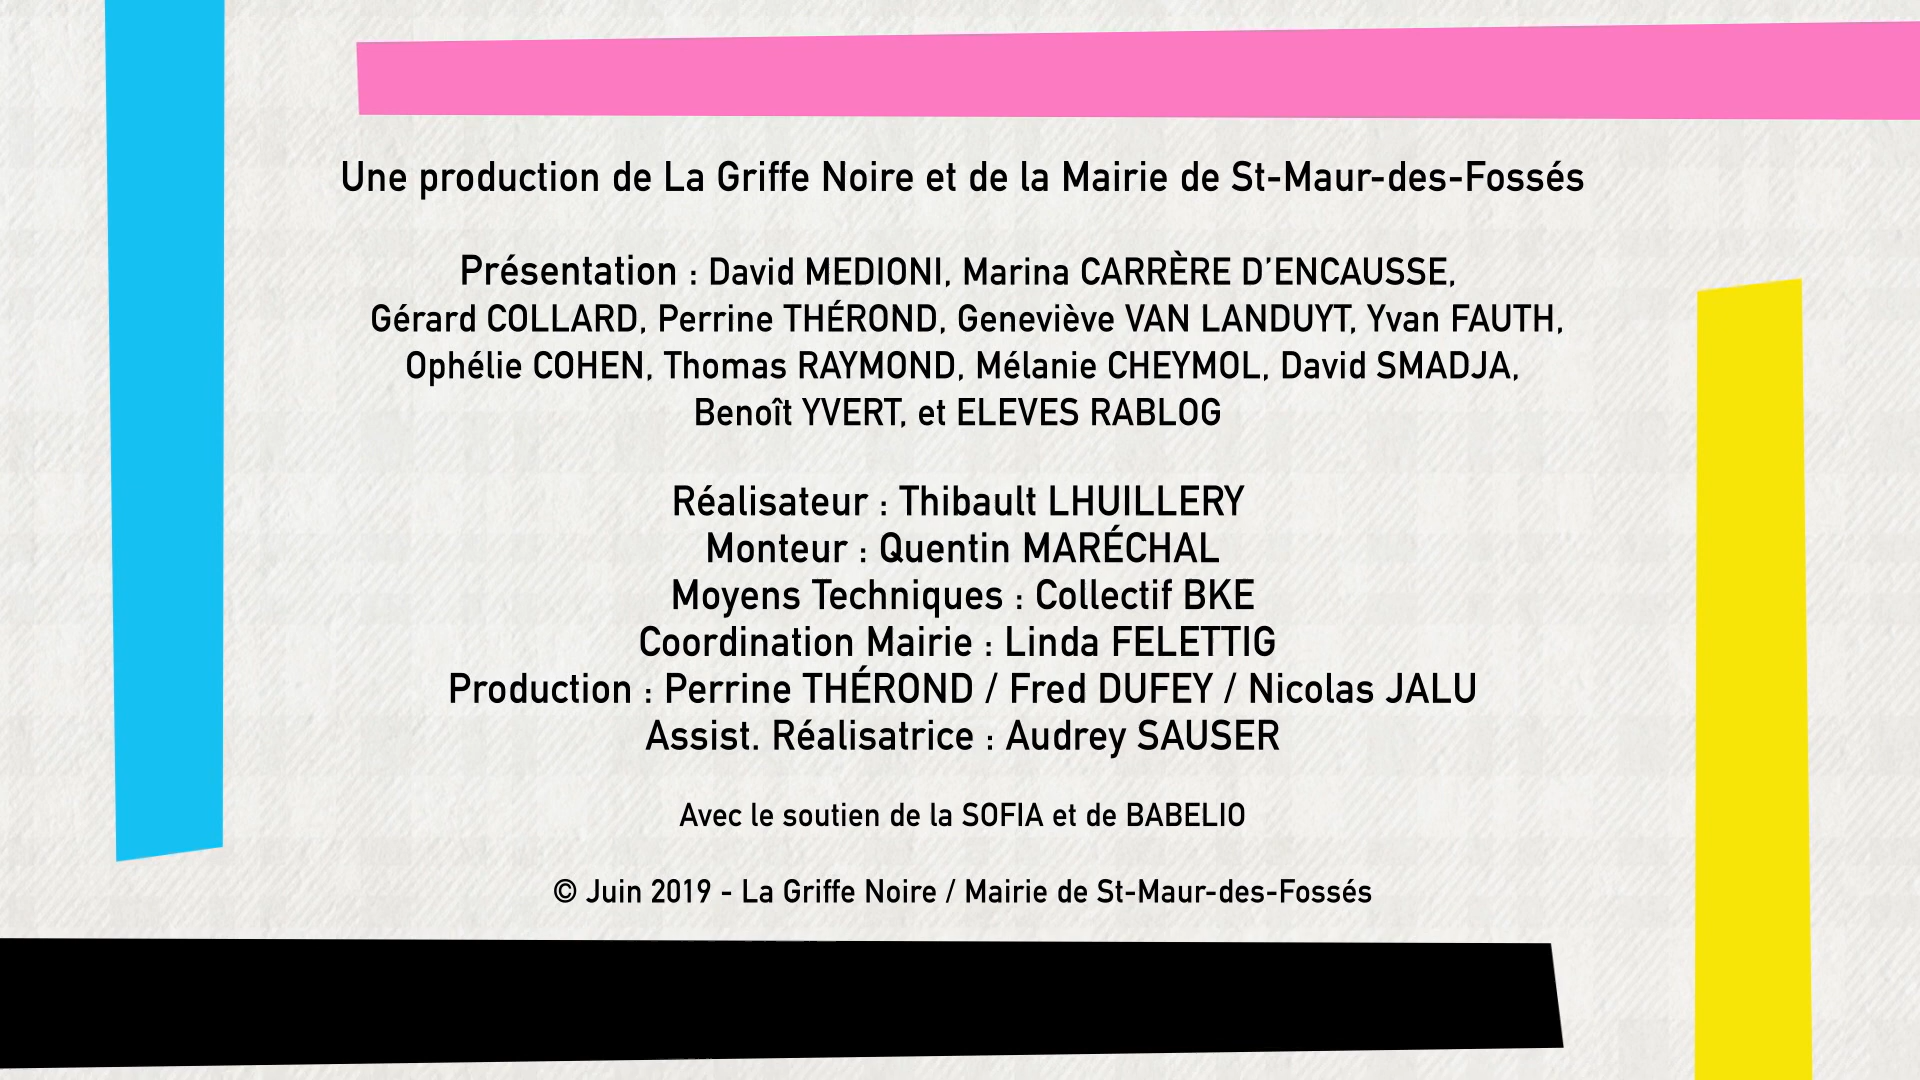 Une production de La Griffe Noire et de la Mairie de St-Maur-des-Fossés
Présentation : David MEDIONI, Marina CARRÈRE D’ENCAUSSE,
Gérard COLLARD, Perrine THÉROND, Geneviève VAN LANDUYT, Yvan FAUTH,
Ophélie COHEN, Thomas RAYMOND, Mélanie CHEYMOL, David SMADJA,
Benoît YVERT, et ELEVES RABLOG
Réalisateur : Thibault LHUILLERY
Monteur : Quentin MARÉCHAL
Moyens Techniques : Collectif BKE
Coordination Mairie : Linda FELETTIG
Production : Perrine THÉROND / Fred DUFEY / Nicolas JALU
Assist. Réalisatrice : Audrey SAUSER
Avec le soutien de la SOFIA et de BABELIO
© Juin 2019 - La Griffe Noire / Mairie de St-Maur-des-Fossés